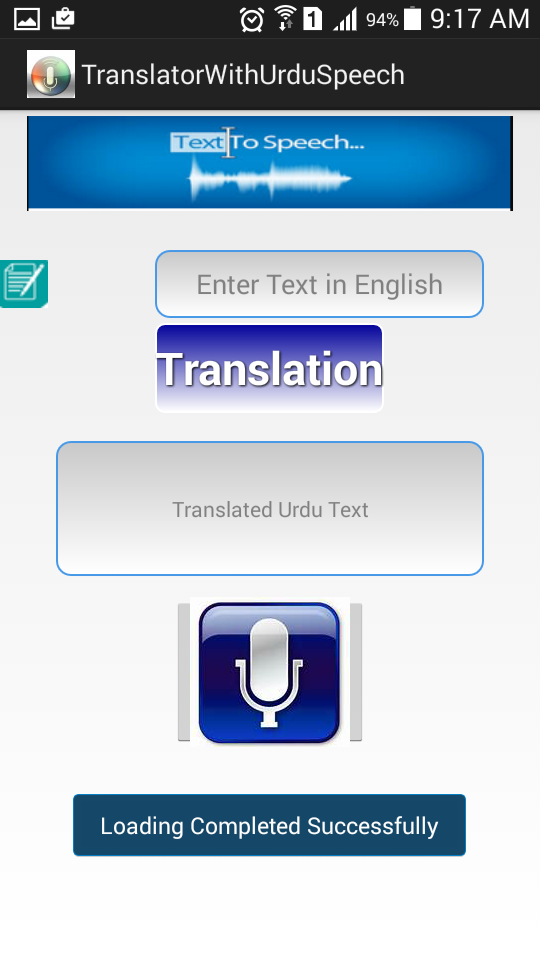 1
94%
9:17 AM
TranslatorWithUrduSpeech
Text To Speech...
Enter Text in English
Translation
Translated Urdu Text
Loading Completed Successfully